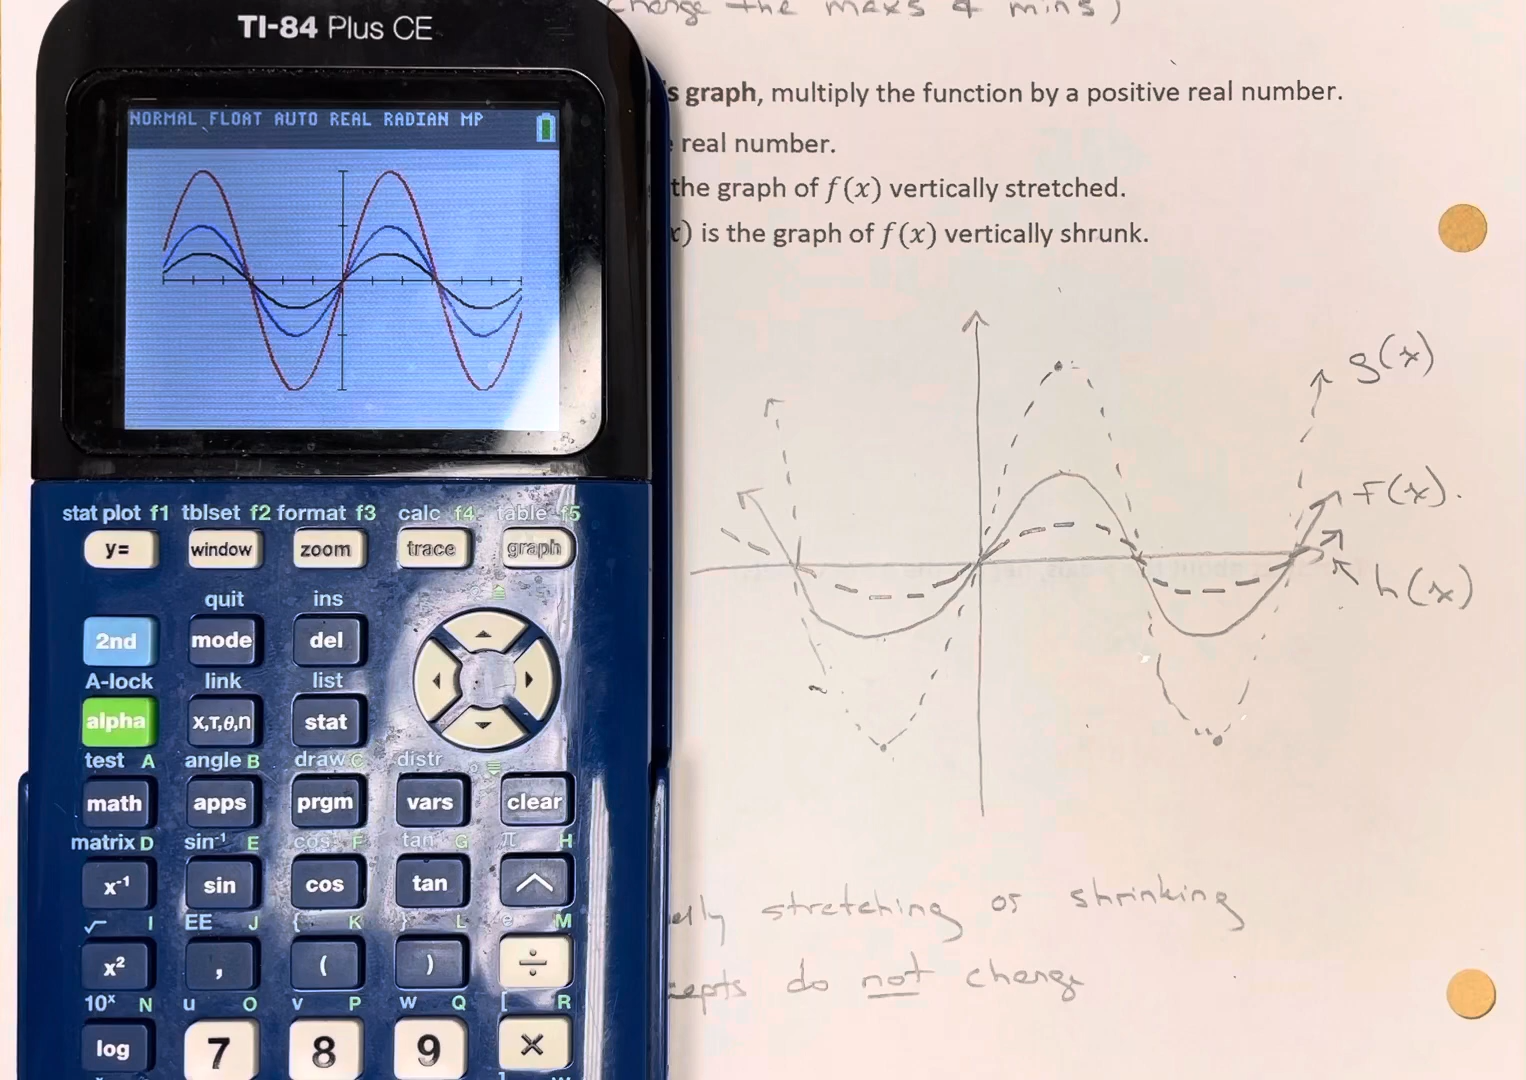 change the maxs & mins)
TI-84 Plus CE
s graph, multiply the function by a positive real number.
NORMAL FLOAT AUTO REAL RADIAN MP
real number.
the graph of f(x) vertically stretched.
x) is the graph of f(x) vertically shrunk.
g(x)
f(x).
h(x)
stat plot f1 tblset f2 format f3 calc f4 table f5
y= window zoom trace graph
quit ins
2nd mode del
A-lock link list
alpha X,T,θ,n stat
test A angle B draw C distr
math apps prgm vars clear
matrix D sin⁻¹ E cos⁻¹ F tan⁻¹ G π H
x⁻¹ sin cos tan ^
√ I EE J { K } L e M
x² , ( ) ÷
10ˣ N u O v P w Q [ R
log 7 8 9 ×
ally stretching or shrinking
cepts do not change